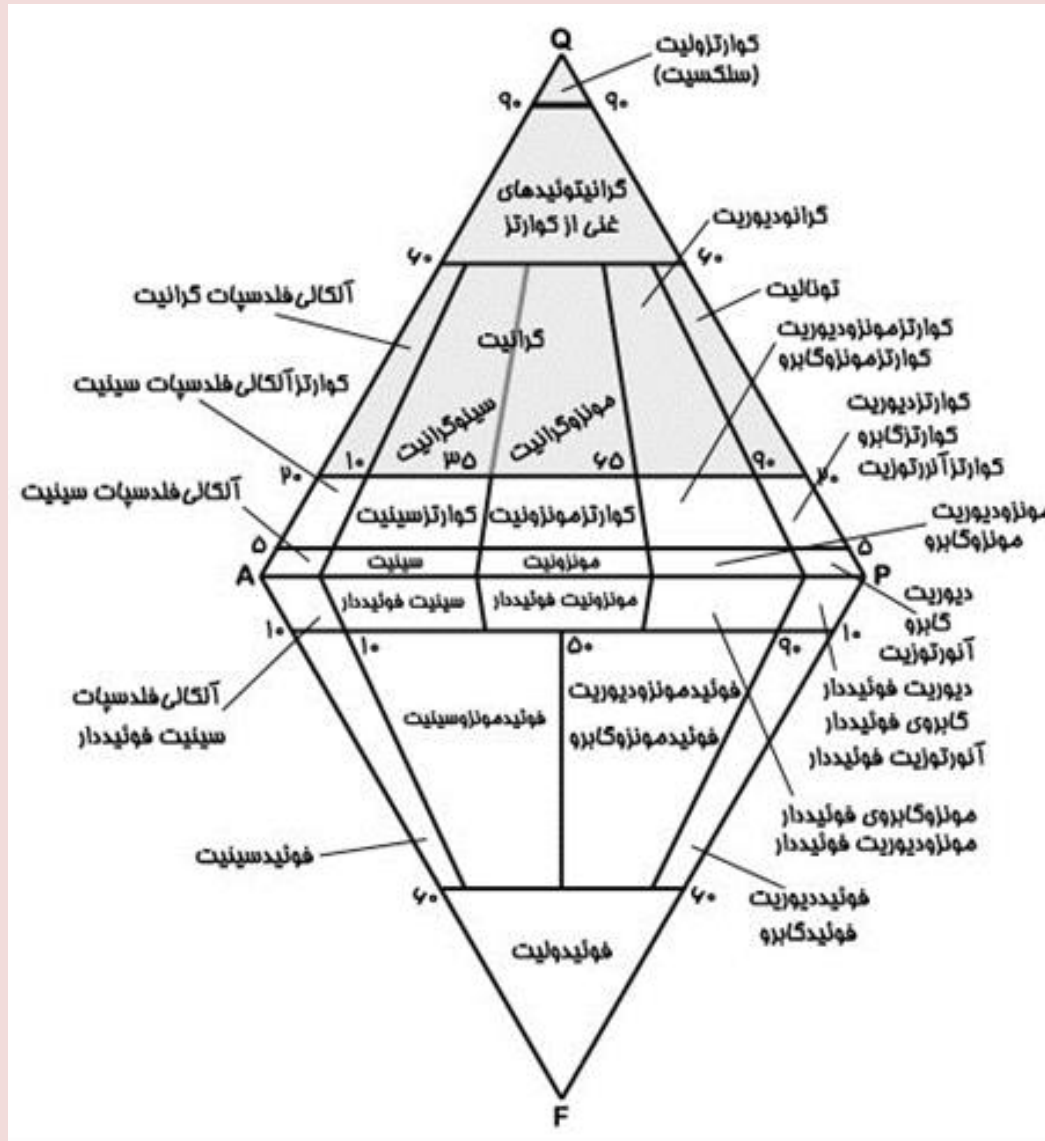 Q
کوارتزولیت
(سلکسیت)
۹۰
۹۰
گرانیتوئیدهای
غنی از کوارتز
گرانودیوریت
۶۰
۶۰
تونالیت
آلکالی فلدسپات گرانیت
گرانیت
کوارتزمونزودیوریت
کوارتزمونزوگابرو
کوارتزآلکالی فلدسپات سینیت
سینوگرانیت
مونزوگرانیت
کوارتزدیوریت
کوارتزگابرو
کوارتزآنررتوزیت
۲۰
۱۰
۳۵
۶۵
۹۰
۲۰
آلکالی فلدسپات سینیت
کوارتزسینیت
کوارتزمونزونیت
مونزودیوریت
مونزوگابرو
۵
۵
سینیت
مونزونیت
A
P
سینیت فوئیددار
مونزونیت فوئیددار
دیوریت
گابرو
آنورتوزیت
۱۰
۱۰
۵۰
۹۰
۱۰
آلکالی فلدسپات
سینیت فوئیددار
فوئیدمونزوسینیت
فوئیدمونزودیوریت
فوئیدمونزوگابرو
دیوریت فوئیددار
گابروی فوئیددار
آنورتوزیت فوئیددار
مونزوگابروی فوئیددار
مونزودیوریت فوئیددار
فوئیدسینیت
۶۰
۶۰
فوئیددیوریت
فوئیدگابرو
فوئیدولیت
F